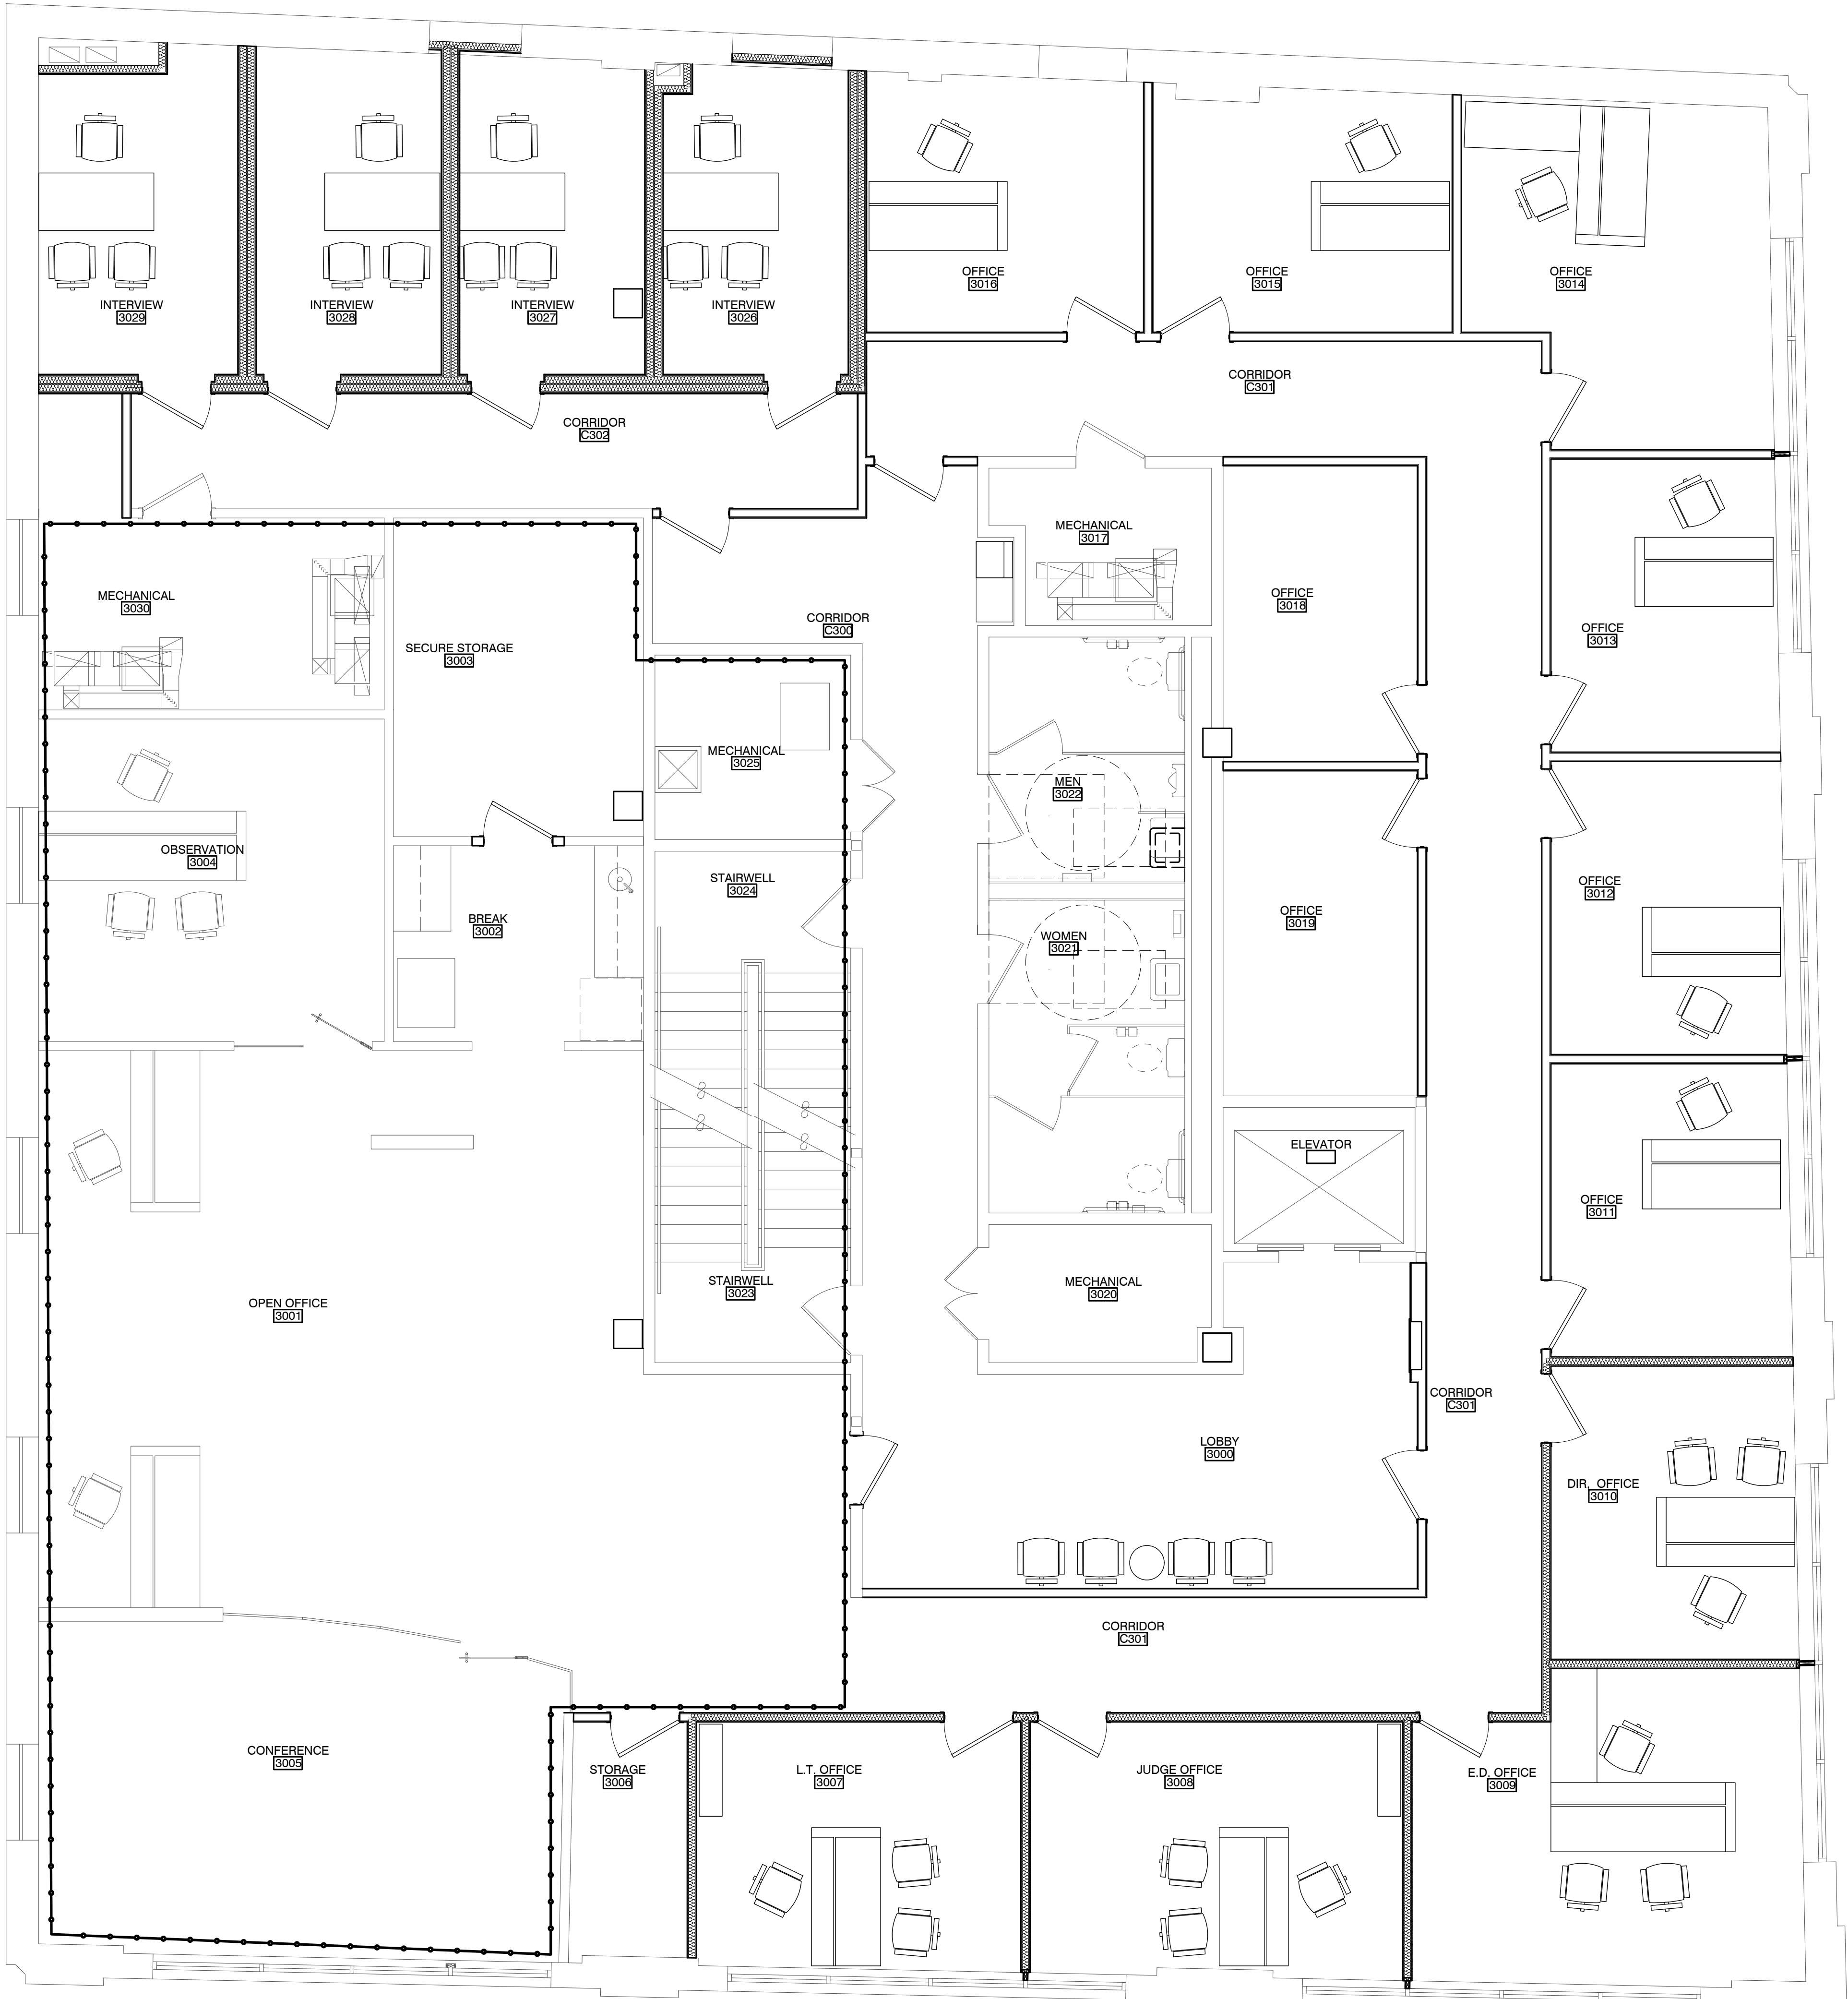 OFFICE
3016
OFFICE
3015
OFFICE
3014
INTERVIEW
3029
INTERVIEW
3028
INTERVIEW
3027
INTERVIEW
3026
CORRIDOR
C301
CORRIDOR
C302
MECHANICAL
3017
MECHANICAL
3030
OFFICE
3018
CORRIDOR
C300
OFFICE
3013
SECURE STORAGE
3003
MECHANICAL
3025
MEN
3022
OBSERVATION
3004
STAIRWELL
3024
OFFICE
3012
BREAK
3002
OFFICE
3019
WOMEN
3021
ELEVATOR
OFFICE
3011
STAIRWELL
3023
MECHANICAL
3020
OPEN OFFICE
3001
CORRIDOR
C301
LOBBY
3000
DIR. OFFICE
3010
CORRIDOR
C301
CONFERENCE
3005
STORAGE
3006
L.T. OFFICE
3007
JUDGE OFFICE
3008
E.D. OFFICE
3009